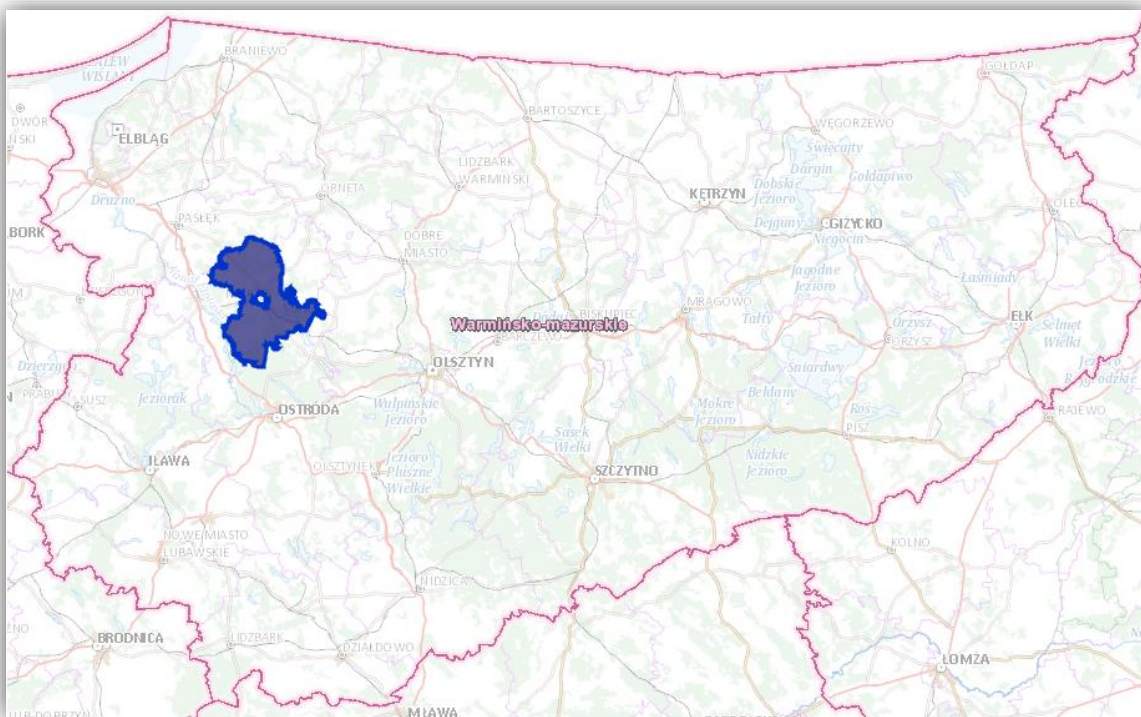 BRANIEWO
ZALEW
WIŚLANY
GOŁDAP
DWÓR
BARTOSZYCE
ELBLĄG
WĘGORZEWO
Święcajty
Dargin
Gołdapiwo
LIDZBARK
WARMIŃSKI
KĘTRZYN
Dobskie
Jezioro
ORNETA
Druzno
Dejguny
GIŻYCKO
OLECKO
PASŁĘK
Niegocin
BORK
DOBRE
MIASTO
Jagodne
Jezioro
Łaśmiady
MRĄGOWO
BISKUPIEC
Warmińsko-mazurskie
Tałty
EŁK
BARCZEWO
Orzysz
ORZYSZ
Selmęt
Wielki
OLSZTYN
Dzierzgoń
Śniardwy
SUSZ
Jeziorak
Wulpińskie
Jezioro
Bełdany
Mokre
Jezioro
Roś
OSTRÓDA
GRAJEWO
PISZ
Sasek
Wielki
Nidzkie
Jezioro
IŁAWA
OLSZTYNEK
Jezioro
Pluszne
Wielkie
SZCZYTNO
NOWE MIASTO
LUBAWSKIE
KOLNO
NIDZICA
BRODNICA
LIDZBARK
DZIAŁDOWO
ŁOMŻA
MŁAWA